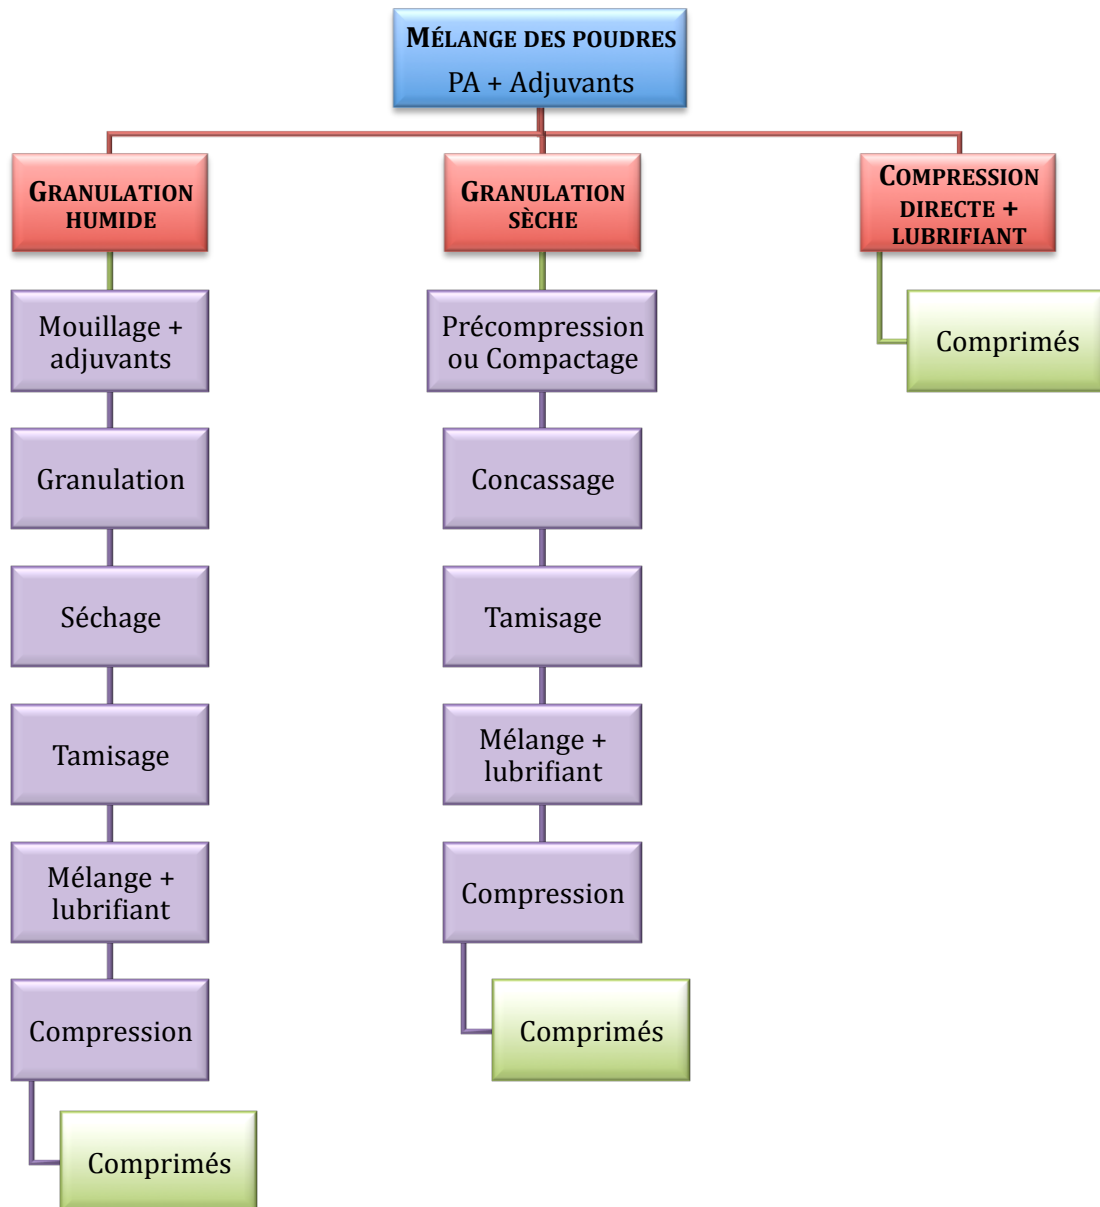 MÉLANGE DES POUDRES
PA + Adjuvants
GRANULATION
HUMIDE
Mouillage +
adjuvants
Granulation
Séchage
Tamisage
Mélange +
lubrifiant
Compression
Comprimés
GRANULATION
SÈCHE
Précompression
ou Compactage
Concassage
Tamisage
Mélange +
lubrifiant
Compression
Comprimés
COMPRESSION
DIRECTE +
LUBRIFIANT
Comprimés